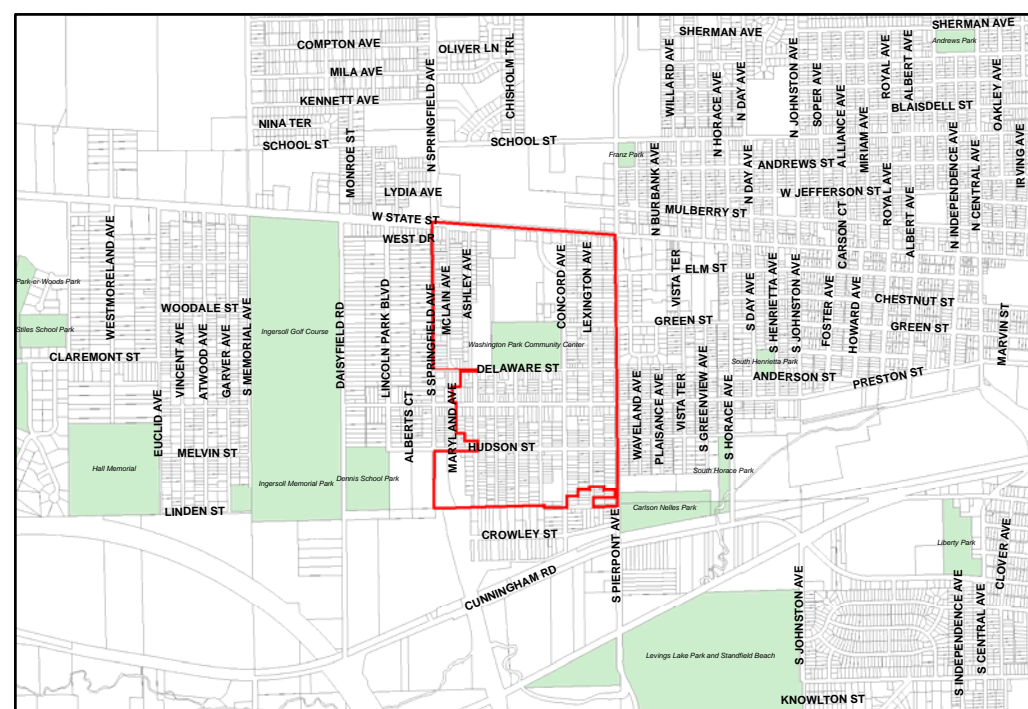 SHERMAN AVE
SHERMAN AVE
Andrews Park
OLIVER LN
COMPTON AVE
MILA AVE
KENNETT AVE
NINA TER
SCHOOL ST
MONROE ST
N SPRINGFIELD AVE
CHISHOLM TRL
SCHOOL ST
LYDIA AVE
WILLARD AVE
N HORACE AVE
N DAY AVE
N JOHNSTON AVE
SOPER AVE
ALLIANCE AVE
MIRIAM AVE
ROYAL AVE
ALBERT AVE
BLAISDELL ST
OAKLEY AVE
Franz Park
ANDREWS ST
N BURBANK AVE
N DAY AVE
W JEFFERSON ST
MULBERRY ST
CARSON CT
ROYAL AVE
ALBERT AVE
N INDEPENDENCE AVE
N CENTRAL AVE
IRVING AVE
W STATE ST
WEST DR
Park-er-Woods Park
Stiles School Park
WESTMORELAND AVE
WOODALE ST
CLAREMONT ST
VINCENT AVE
ATWOOD AVE
GARVER AVE
S MEMORIAL AVE
Ingersoll Golf Course
DAISYFIELD RD
LINCOLN PARK BLVD
S SPRINGFIELD AVE
MCLAIN AVE
ASHLEY AVE
CONCORD AVE
LEXINGTON AVE
Washington Park Community Center
DELAWARE ST
ELM ST
VISTA TER
GREEN ST
S DAY AVE
S HENRIETTA AVE
S JOHNSTON AVE
FOSTER AVE
HOWARD AVE
CHESTNUT ST
GREEN ST
MARVIN ST
South Henrietta Park
ANDERSON ST
PRESTON ST
EUCLID AVE
MELVIN ST
Hall Memorial
LINDEN ST
Ingersoll Memorial Park
Dennis School Park
ALBERTS CT
MARYLAND AVE
HUDSON ST
WAVELAND AVE
PLAISANCE AVE
VISTA TER
S GREENVIEW AVE
S HORACE AVE
South Horace Park
Carlson Nelles Park
CROWLEY ST
CUNNINGHAM RD
S PIERPONT AVE
Liberty Park
CLOVER AVE
S JOHNSTON AVE
S INDEPENDENCE AVE
S CENTRAL AVE
Levings Lake Park and Standfield Beach
KNOWLTON ST